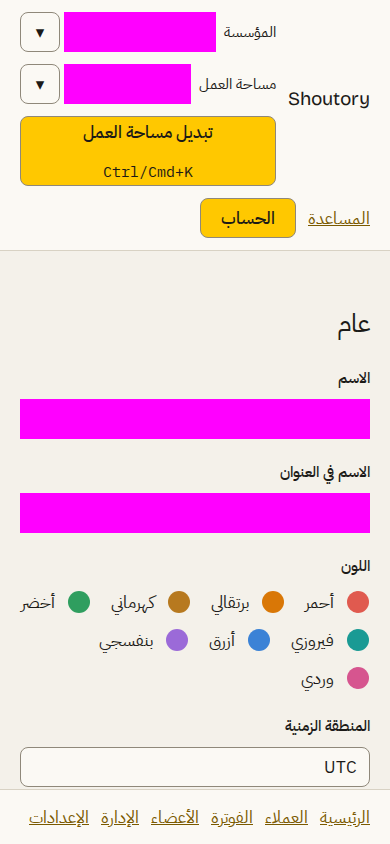 Shoutory
المؤسسة
▼
مساحة العمل
▼
تبديل مساحة العمل
Ctrl/Cmd+K
المساعدة الحساب
عام
الاسم
الاسم في العنوان
اللون
أحمر برتقالي كهرماني أخضر
فيروزي أزرق بنفسجي
وردي
المنطقة الزمنية
UTC
الرئيسية العملاء الفوترة الأعضاء الإدارة الإعدادات